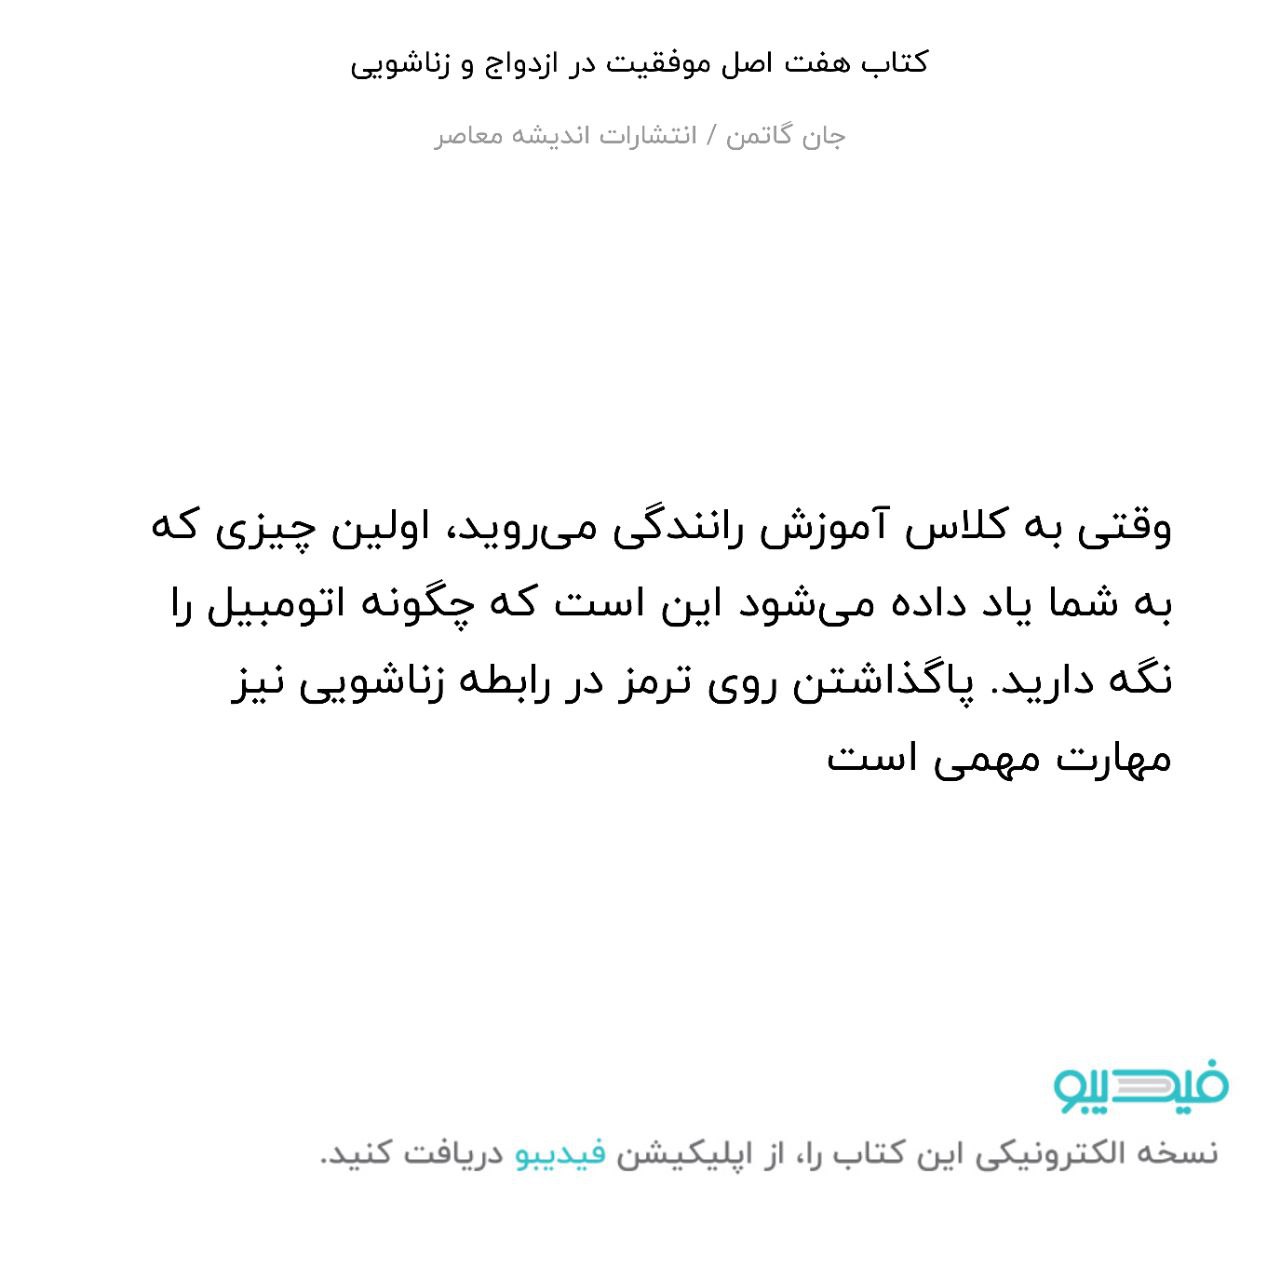 کتاب هفت اصل موفقیت در ازدواج و زناشویی
جان گاتمن / انتشارات اندیشه معاصر
وقتی به کلاس آموزش رانندگی می‌روید، اولین چیزی که
به شما یاد داده می‌شود این است که چگونه اتومبیل را
نگه دارید. پاگذاشتن روی ترمز در رابطه زناشویی نیز
مهارت مهمی است
فیدیبو
نسخه الکترونیکی این کتاب را، از اپلیکیشن فیدیبو دریافت کنید.